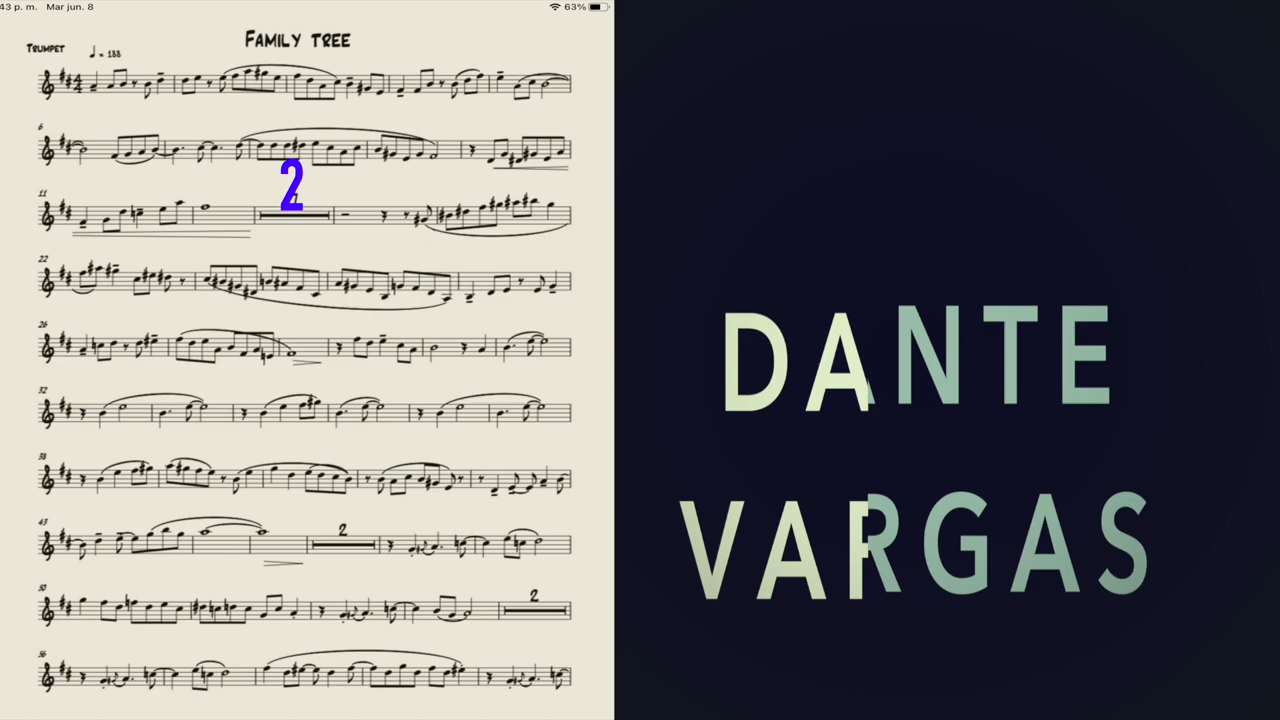 43 p. m. Mar jun. 8 63%
FAMILY TREE
TRUMPET ♩ = 188
6
2
11
22
26
32
38
43
2
50
2
56
DANTE
VARGAS